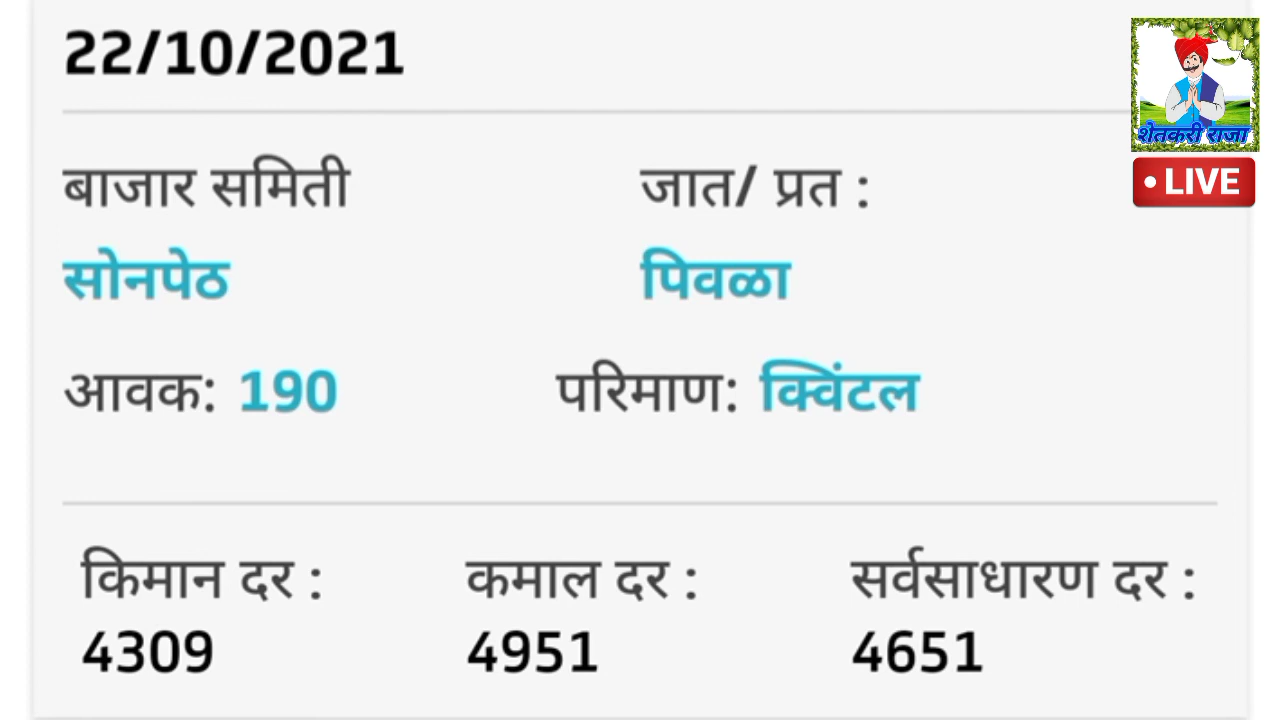 22/10/2021
शेतकरी राजा
• LIVE
बाजार समिती जात/ प्रत :
सोनपेठ पिवळा
आवक: 190 परिमाण: क्विंटल
किमान दर : कमाल दर : सर्वसाधारण दर :
4309 4951 4651